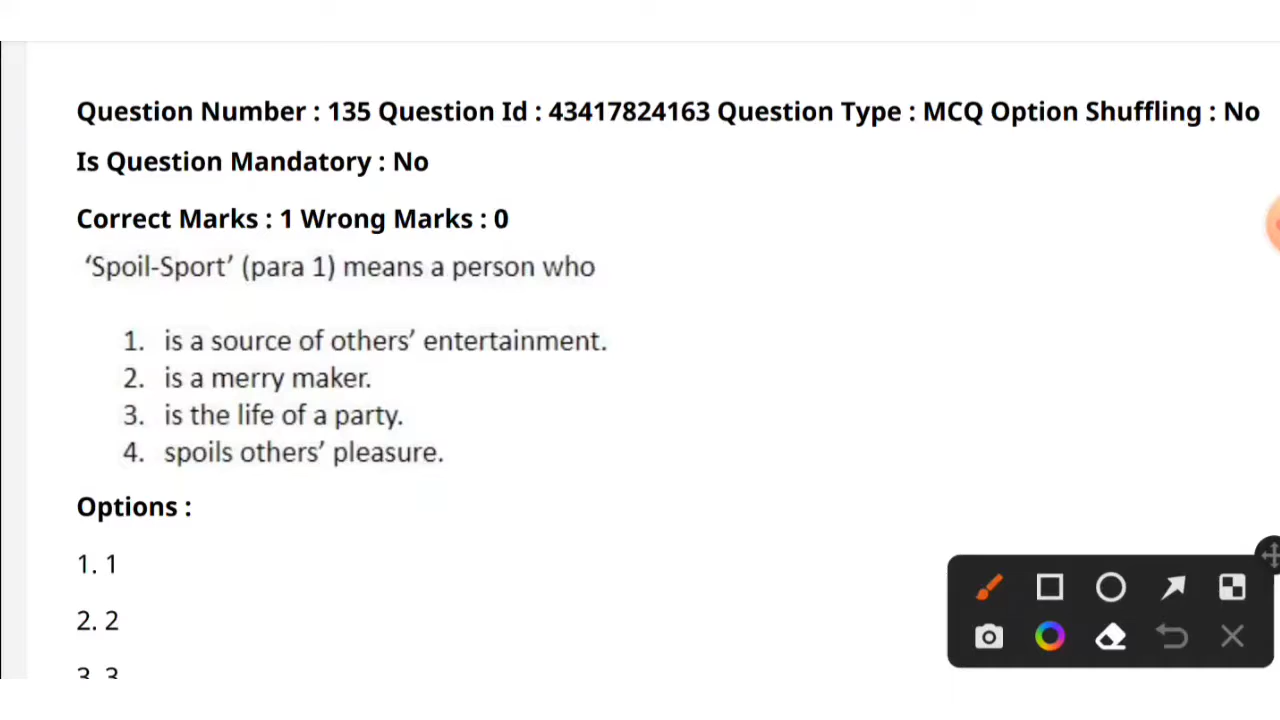 Question Number : 135 Question Id : 43417824163 Question Type : MCQ Option Shuffling : No
Is Question Mandatory : No
Correct Marks : 1 Wrong Marks : 0
‘Spoil-Sport’ (para 1) means a person who
1. is a source of others’ entertainment.
2. is a merry maker.
3. is the life of a party.
4. spoils others’ pleasure.
Options :
1. 1
2. 2
3. 3